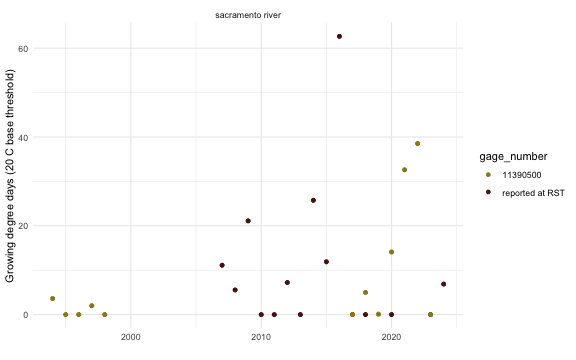 sacramento river
Growing degree days (20 C base threshold)
60
40
20
0
2000
2010
2020
gage_number
11390500
reported at RST